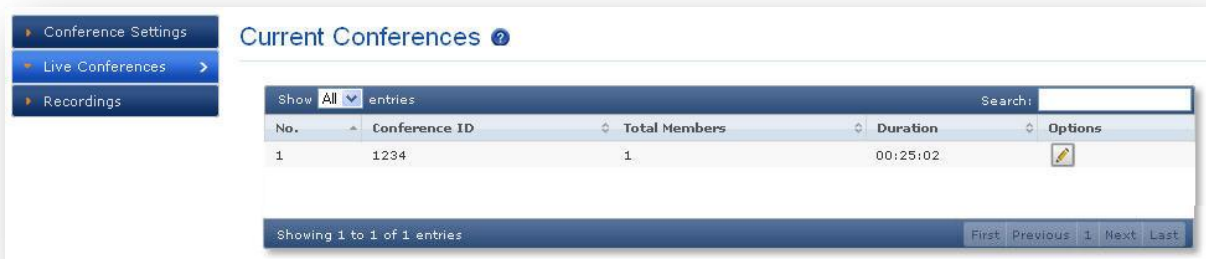 Conference Settings
Live Conferences
Recordings
Current Conferences
Show All entries Search:
No. Conference ID Total Members Duration Options
1 1234 1 00:25:02
Showing 1 to 1 of 1 entries First Previous 1 Next Last